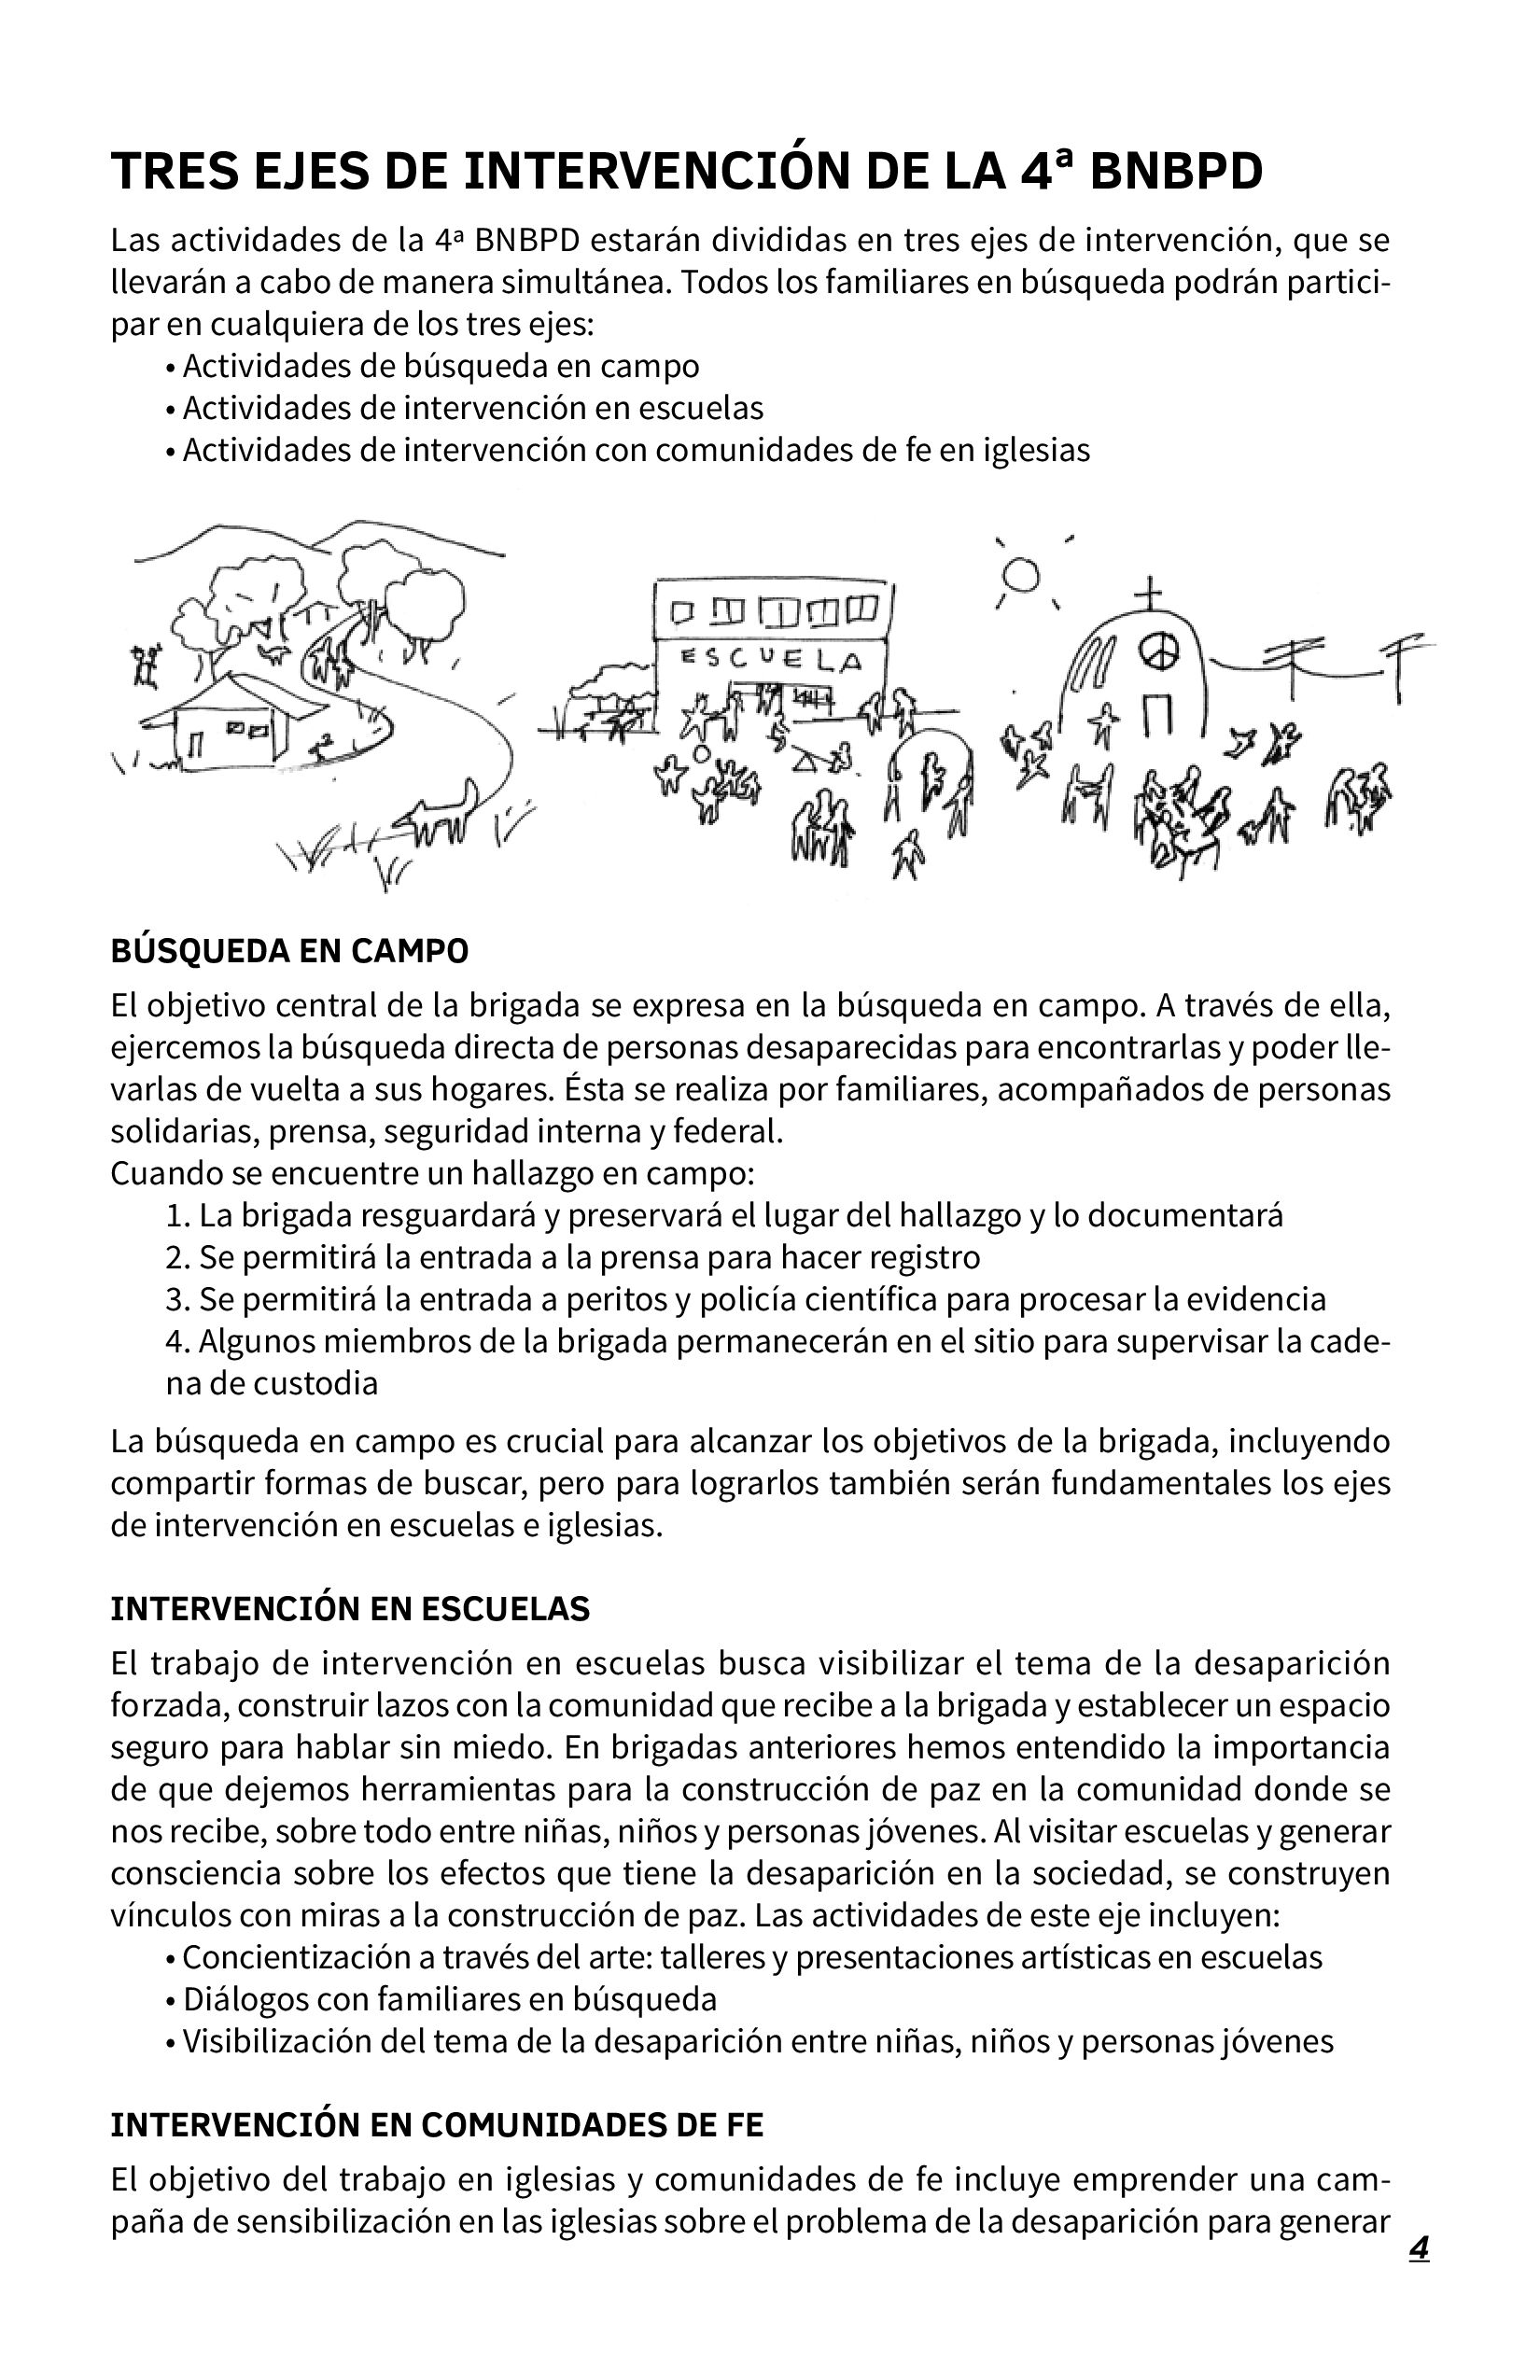 TRES EJES DE INTERVENCIÓN DE LA 4ª BNBPD
Las actividades de la 4ª BNBPD estarán divididas en tres ejes de intervención, que se
llevarán a cabo de manera simultánea. Todos los familiares en búsqueda podrán partici-
par en cualquiera de los tres ejes:
• Actividades de búsqueda en campo
• Actividades de intervención en escuelas
• Actividades de intervención con comunidades de fe en iglesias
ESCUELA
BÚSQUEDA EN CAMPO
El objetivo central de la brigada se expresa en la búsqueda en campo. A través de ella,
ejercemos la búsqueda directa de personas desaparecidas para encontrarlas y poder lle-
varlas de vuelta a sus hogares. Ésta se realiza por familiares, acompañados de personas
solidarias, prensa, seguridad interna y federal.
Cuando se encuentre un hallazgo en campo:
1. La brigada resguardará y preservará el lugar del hallazgo y lo documentará
2. Se permitirá la entrada a la prensa para hacer registro
3. Se permitirá la entrada a peritos y policía científica para procesar la evidencia
4. Algunos miembros de la brigada permanecerán en el sitio para supervisar la cade-
na de custodia
La búsqueda en campo es crucial para alcanzar los objetivos de la brigada, incluyendo
compartir formas de buscar, pero para lograrlos también serán fundamentales los ejes
de intervención en escuelas e iglesias.
INTERVENCIÓN EN ESCUELAS
El trabajo de intervención en escuelas busca visibilizar el tema de la desaparición
forzada, construir lazos con la comunidad que recibe a la brigada y establecer un espacio
seguro para hablar sin miedo. En brigadas anteriores hemos entendido la importancia
de que dejemos herramientas para la construcción de paz en la comunidad donde se
nos recibe, sobre todo entre niñas, niños y personas jóvenes. Al visitar escuelas y generar
consciencia sobre los efectos que tiene la desaparición en la sociedad, se construyen
vínculos con miras a la construcción de paz. Las actividades de este eje incluyen:
• Concientización a través del arte: talleres y presentaciones artísticas en escuelas
• Diálogos con familiares en búsqueda
• Visibilización del tema de la desaparición entre niñas, niños y personas jóvenes
INTERVENCIÓN EN COMUNIDADES DE FE
El objetivo del trabajo en iglesias y comunidades de fe incluye emprender una cam-
paña de sensibilización en las iglesias sobre el problema de la desaparición para generar
4